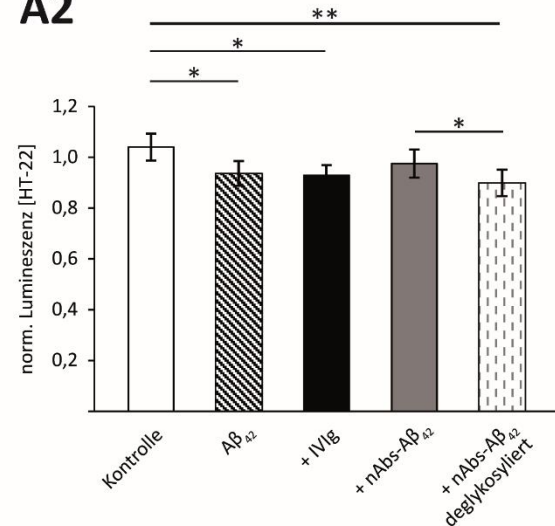 A2
**
*
*
*
norm. Lumineszenz [HT-22]
1,2
1,0
0,8
0,6
0,4
0,2
Kontrolle
Aβ42
+ IVIg
+ nAbs-Aβ42
+ nAbs-Aβ42
deglykosyliert